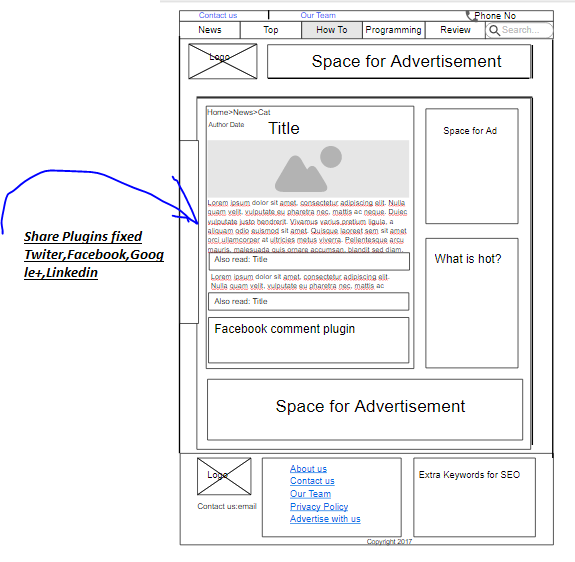 Contact us
Our Team
Phone No
News
Top
How To
Programming
Review
Search...
Logo
Space for Advertisement
Home>News>Cat
Author Date
Title
Space for Ad
Lorem ipsum dolor sit amet, consectetur adipiscing elit. Nulla
quam velit, vulputate eu pharetra nec, mattis ac neque. Duis
vulputate justo hendrerit. Vivamus varius pretium ligula, a
aliquam odio euismod sit amet. Quisque laoreet sem sit amet
orci ullamcorper at ultricies metus viverra. Pellentesque arcu
mauris, malesuada quis ornare accumsan, blandit sed diam.
Share Plugins fixed
Twiter,Facebook,Goog
le+,Linkedin
Also read: Title
What is hot?
Lorem ipsum dolor sit amet, consectetur adipiscing elit.
Nulla quam velit, vulputate eu pharetra nec, mattis ac
Also read: Title
Facebook comment plugin
Space for Advertisement
Logo
Contact us:email
About us
Contact us
Our Team
Privacy Policy
Advertise with us
Extra Keywords for SEO
Copyright 2017